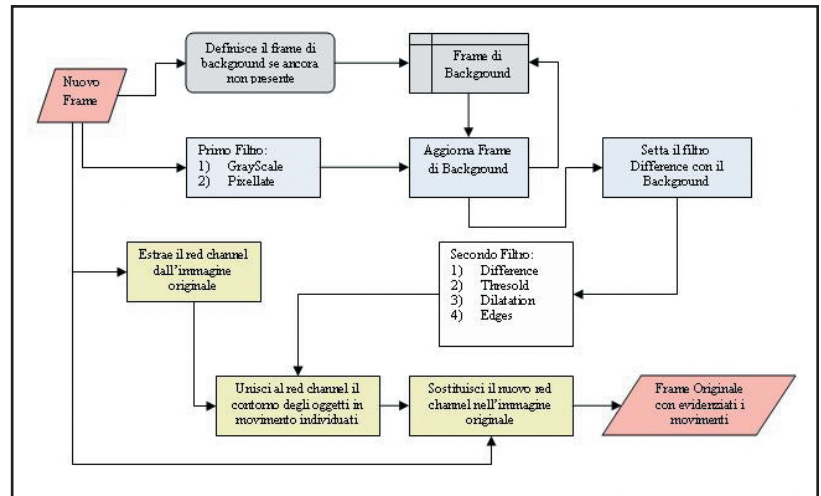 Definisce il frame di
background se ancora
non presente
Frame di
Background
Nuovo
Frame
Primo Filtro:
1) GrayScale
2) Pixellate
Aggiorna Frame
di Background
Setta il filtro
Difference con il
Background
Estrae il red channel
dall'immagine
originale
Secondo Filtro:
1) Difference
2) Thresold
3) Dilatation
4) Edges
Unisci al red channel il
contorno degli oggetti in
movimento individuati
Sostituisci il nuovo red
channel nell'immagine
originale
Frame Originale
con evidenziati i
movimenti